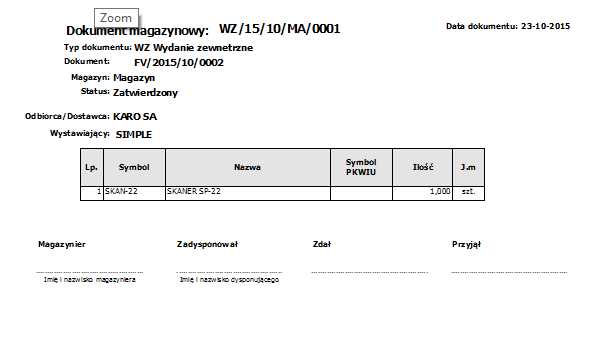 Zoom
Dokument magazynowy: WZ/15/10/MA/0001
Data dokumentu: 23-10-2015
Typ dokumentu: WZ Wydanie zewnetrzne
Dokument: FV/2015/10/0002
Magazyn: Magazyn
Status: Zatwierdzony
Odbiorca/Dostawca: KARO SA
Wystawiający: SIMPLE
Lp. Symbol Nazwa Symbol PKWIU Ilość J.m
1 SKAN-22 SKANER SP-22 1,000 szt.
Magazynier Zadysponował Zdał Przyjął
Imię i nazwisko magazyniera Imię i nazwisko dysponującego